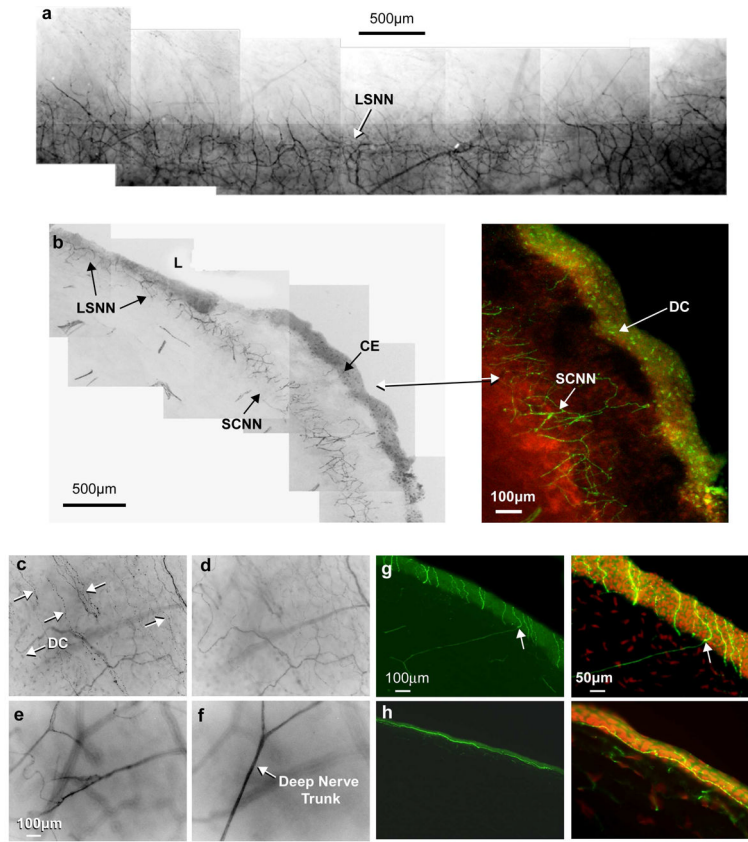 a
500µm
LSNN
b
L
LSNN
CE
SCNN
500µm
DC
SCNN
100µm
c
d
DC
g
100µm
50µm
e
100µm
f
Deep Nerve
Trunk
h